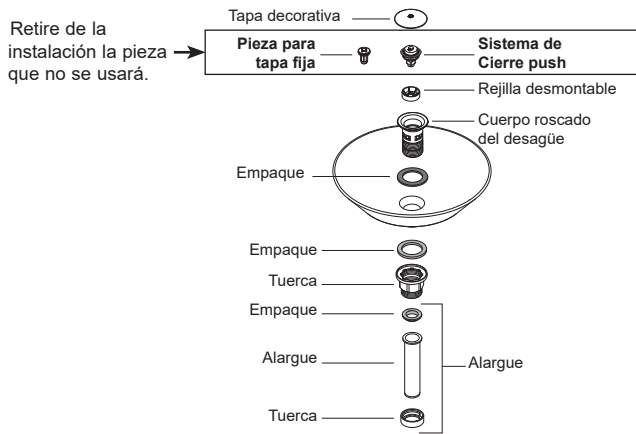 Tapa decorativa
Retire de la
instalación la pieza
que no se usará.
Pieza para
tapa fija
Sistema de
Cierre push
Rejilla desmontable
Cuerpo roscado
del desagüe
Empaque
Empaque
Tuerca
Empaque
Alargue
Alargue
Tuerca